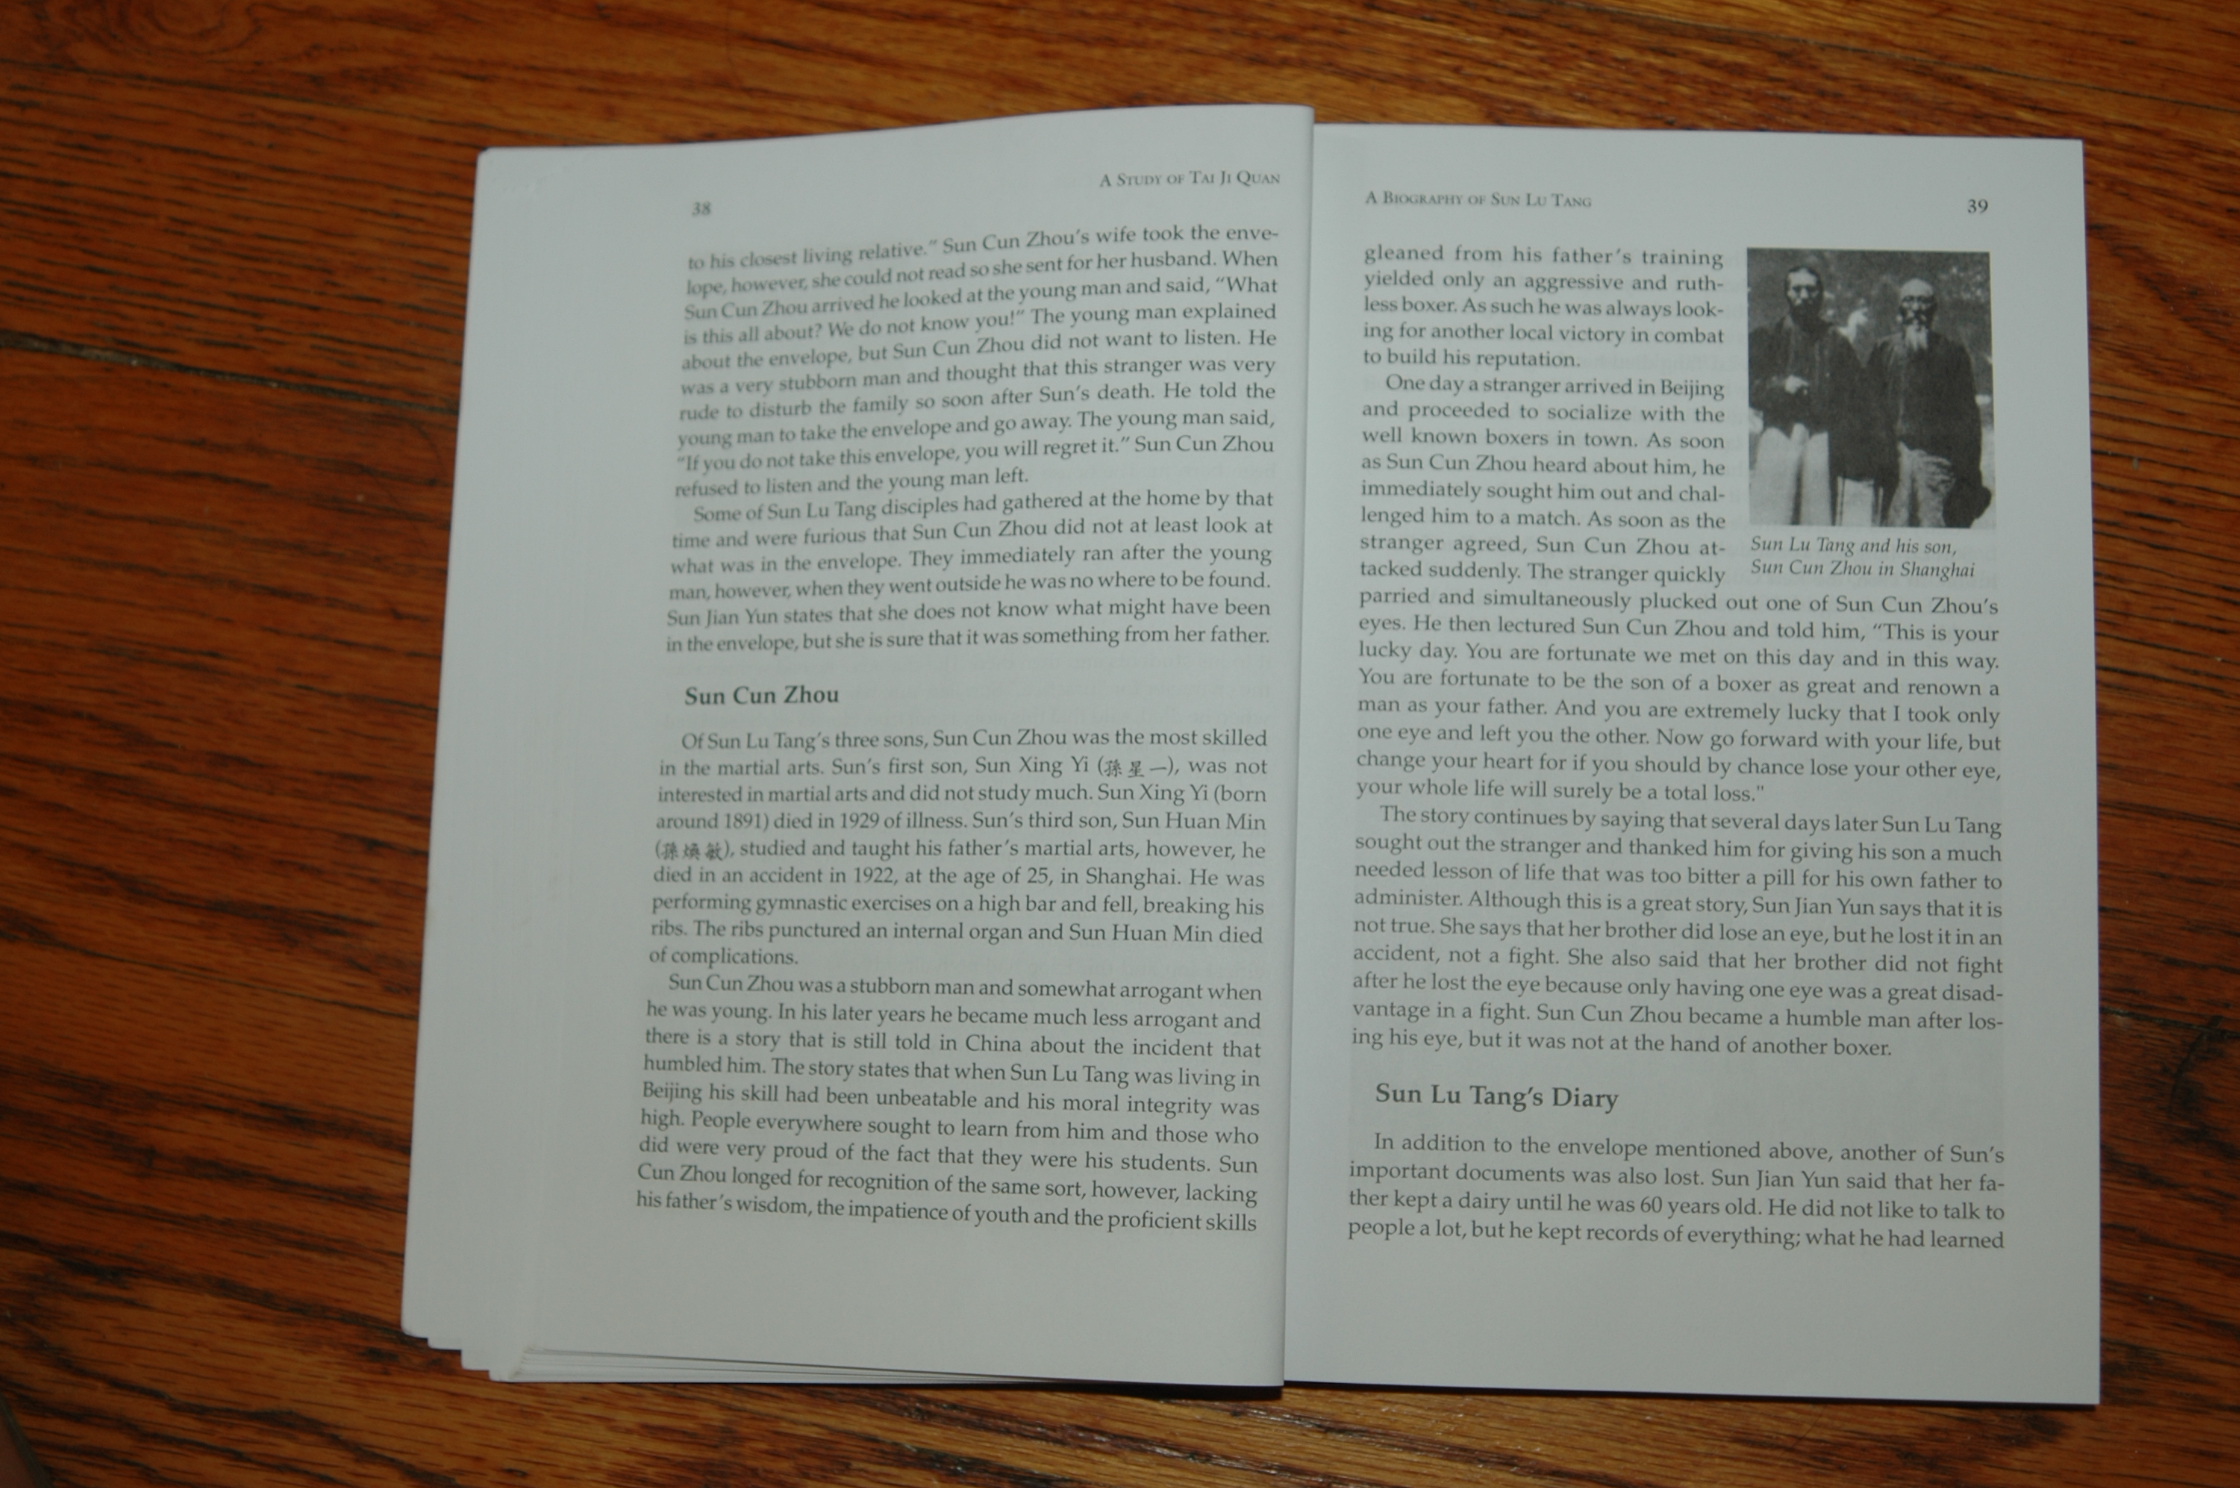 A Study of Tai Ji Quan
38
to his closest living relative." Sun Cun Zhou's wife took the enve-
lope, however, she could not read so she sent for her husband. When
Sun Cun Zhou arrived he looked at the young man and said, "What
is this all about? We do not know you!" The young man explained
about the envelope, but Sun Cun Zhou did not want to listen. He
was a very stubborn man and thought that this stranger was very
rude to disturb the family so soon after Sun's death. He told the
young man to take the envelope and go away. The young man said,
"If you do not take this envelope, you will regret it." Sun Cun Zhou
refused to listen and the young man left.
Some of Sun Lu Tang disciples had gathered at the home by that
time and were furious that Sun Cun Zhou did not at least look at
what was in the envelope. They immediately ran after the young
man, however, when they went outside he was no where to be found.
Sun Jian Yun states that she does not know what might have been
in the envelope, but she is sure that it was something from her father.
Sun Cun Zhou
Of Sun Lu Tang's three sons, Sun Cun Zhou was the most skilled
in the martial arts. Sun's first son, Sun Xing Yi (孫星一), was not
interested in martial arts and did not study much. Sun Xing Yi (born
around 1891) died in 1929 of illness. Sun's third son, Sun Huan Min
(孫煥敏), studied and taught his father's martial arts, however, he
died in an accident in 1922, at the age of 25, in Shanghai. He was
performing gymnastic exercises on a high bar and fell, breaking his
ribs. The ribs punctured an internal organ and Sun Huan Min died
of complications.
Sun Cun Zhou was a stubborn man and somewhat arrogant when
he was young. In his later years he became much less arrogant and
there is a story that is still told in China about the incident that
humbled him. The story states that when Sun Lu Tang was living in
Beijing his skill had been unbeatable and his moral integrity was
high. People everywhere sought to learn from him and those who
did were very proud of the fact that they were his students. Sun
Cun Zhou longed for recognition of the same sort, however, lacking
his father's wisdom, the impatience of youth and the proficient skills
A Biography of Sun Lu Tang
39
gleaned from his father's training
yielded only an aggressive and ruth-
less boxer. As such he was always look-
ing for another local victory in combat
to build his reputation.
One day a stranger arrived in Beijing
and proceeded to socialize with the
well known boxers in town. As soon
as Sun Cun Zhou heard about him, he
immediately sought him out and chal-
lenged him to a match. As soon as the
stranger agreed, Sun Cun Zhou at-
tacked suddenly. The stranger quickly
Sun Lu Tang and his son,
Sun Cun Zhou in Shanghai
parried and simultaneously plucked out one of Sun Cun Zhou's
eyes. He then lectured Sun Cun Zhou and told him, "This is your
lucky day. You are fortunate we met on this day and in this way.
You are fortunate to be the son of a boxer as great and renown a
man as your father. And you are extremely lucky that I took only
one eye and left you the other. Now go forward with your life, but
change your heart for if you should by chance lose your other eye,
your whole life will surely be a total loss."
The story continues by saying that several days later Sun Lu Tang
sought out the stranger and thanked him for giving his son a much
needed lesson of life that was too bitter a pill for his own father to
administer. Although this is a great story, Sun Jian Yun says that it is
not true. She says that her brother did lose an eye, but he lost it in an
accident, not a fight. She also said that her brother did not fight
after he lost the eye because only having one eye was a great disad-
vantage in a fight. Sun Cun Zhou became a humble man after los-
ing his eye, but it was not at the hand of another boxer.
Sun Lu Tang's Diary
In addition to the envelope mentioned above, another of Sun's
important documents was also lost. Sun Jian Yun said that her fa-
ther kept a dairy until he was 60 years old. He did not like to talk to
people a lot, but he kept records of everything; what he had learned